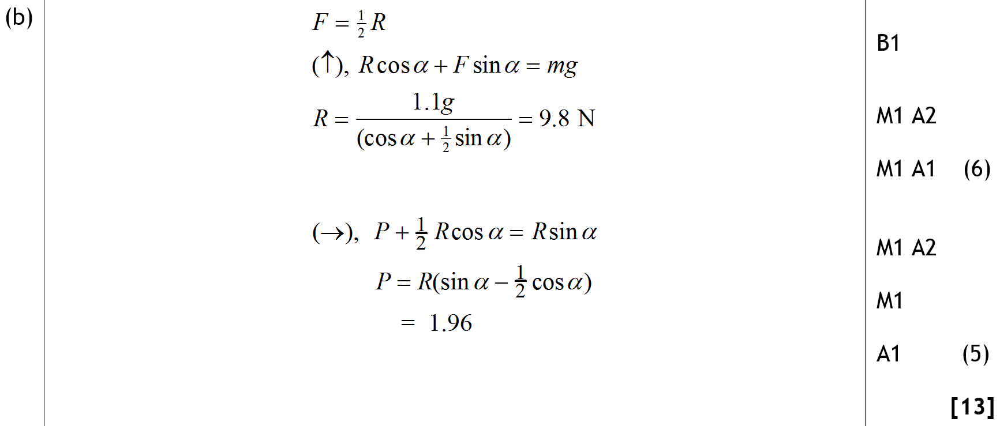 (b)
F = ½ R
B1
(↑), R cos α + F sin α = mg
R = 1.1g / (cos α + ½ sin α) = 9.8 N
M1 A2
M1 A1 (6)
(→), P + ½ R cos α = R sin α
M1 A2
P = R(sin α − ½ cos α)
M1
= 1.96
A1 (5)
[13]